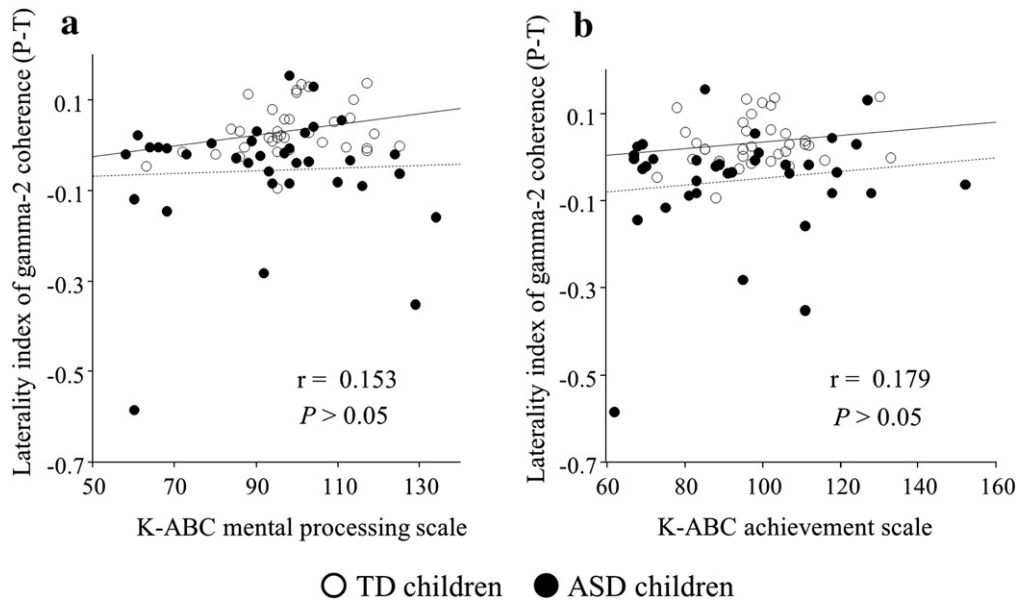 a
Laterality index of gamma-2 coherence (P-T)
0.1
-0.1
-0.3
-0.5
-0.7
50 70 90 110 130
r = 0.153
P > 0.05
K-ABC mental processing scale
b
Laterality index of gamma-2 coherence (P-T)
0.1
-0.1
-0.3
-0.5
-0.7
60 80 100 120 140 160
r = 0.179
P > 0.05
K-ABC achievement scale
TD children ASD children